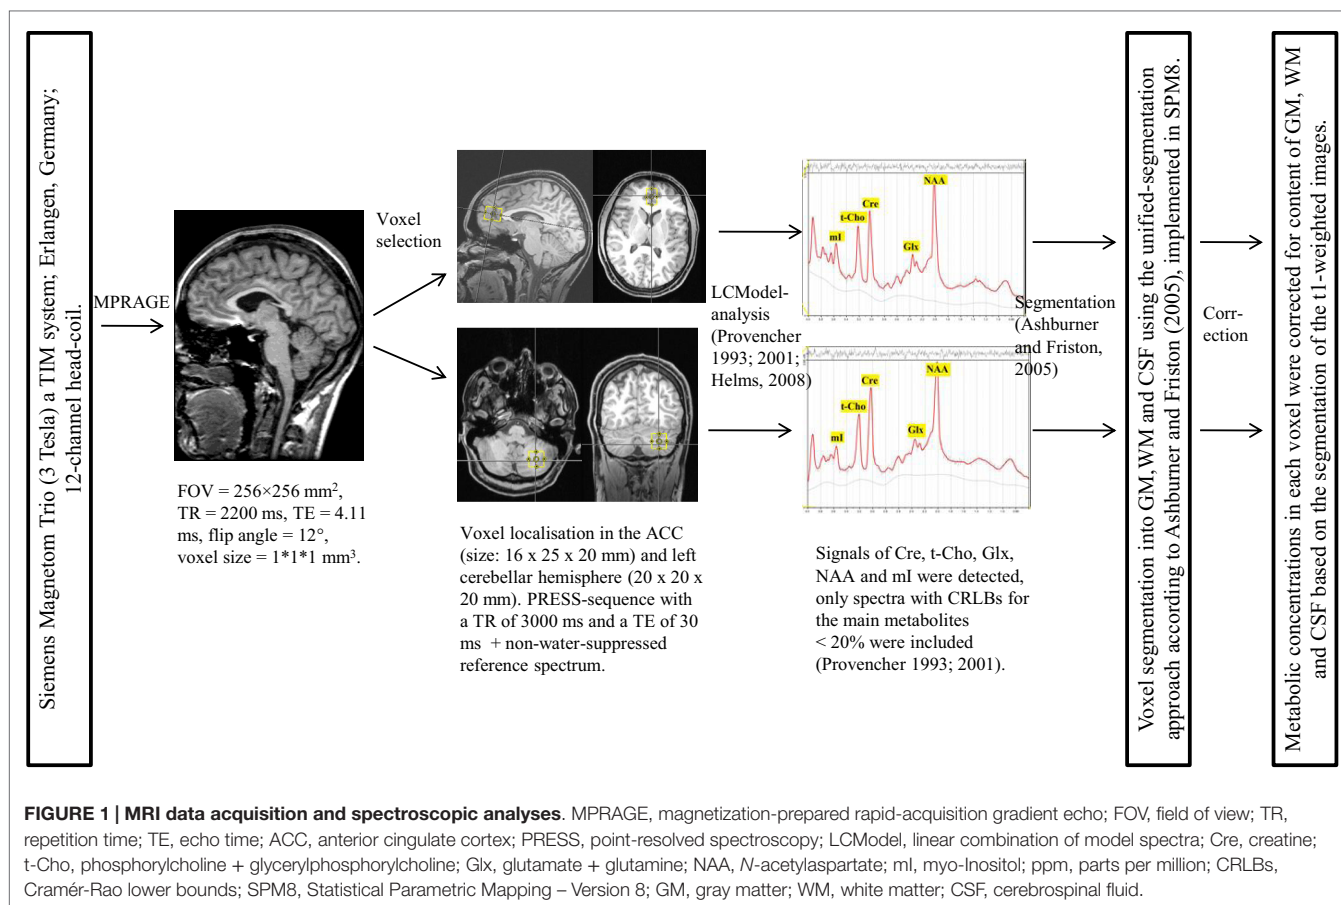 Siemens Magnetom Trio (3 Tesla) a TIM system; Erlangen, Germany;
12-channel head-coil.
MPRAGE
FOV = 256×256 mm², 
TR = 2200 ms, TE = 4.11
ms, flip angle = 12°,
voxel size = 1*1*1 mm³.
Voxel
selection
Voxel localisation in the ACC
(size: 16 x 25 x 20 mm) and left
cerebellar hemisphere (20 x 20 x
20 mm). PRESS-sequence with
a TR of 3000 ms and a TE of 30
ms + non-water-suppressed
reference spectrum.
LCModel-
analysis
(Provencher
1993; 2001;
Helms, 2008)
NAA
Cre
t-Cho
mI
Glx
NAA
Cre
t-Cho
mI
Glx
Signals of Cre, t-Cho, Glx,
NAA and mI were detected,
only spectra with CRLBs for
the main metabolites
< 20% were included
(Provencher 1993; 2001).
Segmentation
(Ashburner
and Friston,
2005)
Voxel segmentation into GM,WM and CSF using the unified-segmentation
approach according to Ashburner and Friston (2005), implemented in SPM8.
Corr-
ection
Metabolic concentrations in each voxel were corrected for content of GM, WM
and CSF based on the segmentation of the t1-weighted images.
FIGURE 1 | MRI data acquisition and spectroscopic analyses. MPRAGE, magnetization-prepared rapid-acquisition gradient echo; FOV, field of view; TR,
repetition time; TE, echo time; ACC, anterior cingulate cortex; PRESS, point-resolved spectroscopy; LCModel, linear combination of model spectra; Cre, creatine;
t-Cho, phosphorylcholine + glycerylphosphorylcholine; Glx, glutamate + glutamine; NAA, N-acetylaspartate; mI, myo-Inositol; ppm, parts per million; CRLBs,
Cramér-Rao lower bounds; SPM8, Statistical Parametric Mapping – Version 8; GM, gray matter; WM, white matter; CSF, cerebrospinal fluid.